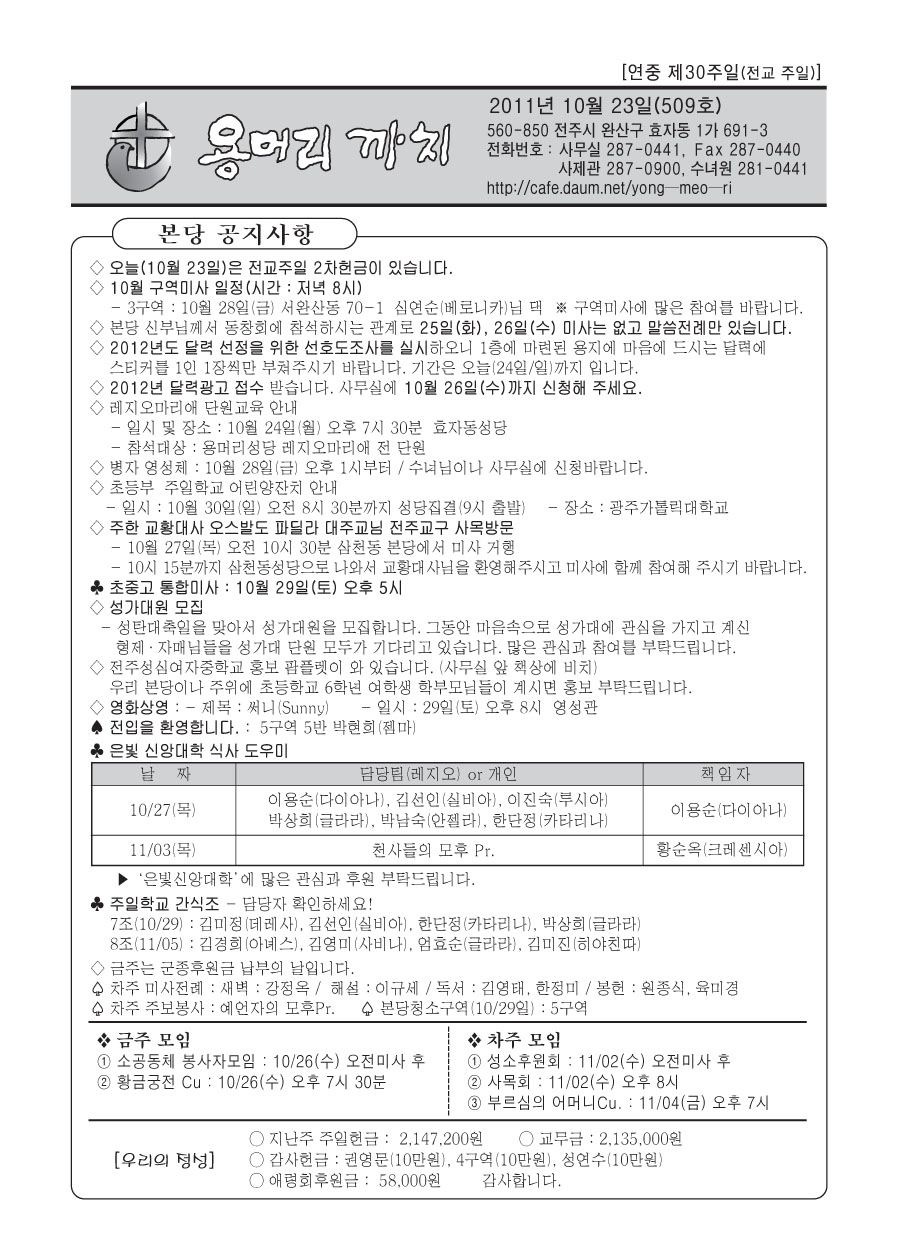 [연중 제30주일(전교 주일)]
용머리 까치
2011년 10월 23일(509호)
560-850 전주시 완산구 효자동 1가 691-3
전화번호 : 사무실 287-0441, Fax 287-0440
사제관 287-0900, 수녀원 281-0441
http://cafe.daum.net/yong—meo—ri
본당 공지사항
◇ 오늘(10월 23일)은 전교주일 2차헌금이 있습니다.
◇ 10월 구역미사 일정(시간 : 저녁 8시)
- 3구역 : 10월 28일(금) 서완산동 70-1 심연순(베로니카)님 댁 ※ 구역미사에 많은 참여를 바랍니다.
◇ 본당 신부님께서 동창회에 참석하시는 관계로 25일(화), 26일(수) 미사는 없고 말씀전례만 있습니다.
◇ 2012년도 달력 선정을 위한 선호도조사를 실시하오니 1층에 마련된 용지에 마음에 드시는 달력에
스티커를 1인 1장씩만 부쳐주시기 바랍니다. 기간은 오늘(24일/일)까지 입니다.
◇ 2012년 달력광고 접수 받습니다. 사무실에 10월 26일(수)까지 신청해 주세요.
◇ 레지오마리애 단원교육 안내
- 일시 및 장소 : 10월 24일(월) 오후 7시 30분 효자동성당
- 참석대상 : 용머리성당 레지오마리애 전 단원
◇ 병자 영성체 : 10월 28일(금) 오후 1시부터 / 수녀님이나 사무실에 신청바랍니다.
◇ 초등부 주일학교 어린양잔치 안내
- 일시 : 10월 30일(일) 오전 8시 30분까지 성당집결(9시 출발) - 장소 : 광주가톨릭대학교
◇ 주한 교황대사 오스발도 파딜라 대주교님 전주교구 사목방문
- 10월 27일(목) 오전 10시 30분 삼천동 본당에서 미사 거행
- 10시 15분까지 삼천동성당으로 나와서 교황대사님을 환영해주시고 미사에 함께 참여해 주시기 바랍니다.
♣ 초중고 통합미사 : 10월 29일(토) 오후 5시
◇ 성가대원 모집
- 성탄대축일을 맞아서 성가대원을 모집합니다. 그동안 마음속으로 성가대에 관심을 가지고 계신
형제·자매님들을 성가대 단원 모두가 기다리고 있습니다. 많은 관심과 참여를 부탁드립니다.
◇ 전주성심여자중학교 홍보 팜플렛이 와 있습니다. (사무실 앞 책상에 비치)
우리 본당이나 주위에 초등학교 6학년 여학생 학부모님들이 계시면 홍보 부탁드립니다.
◇ 영화상영 : - 제목 : 써니(Sunny) - 일시 : 29일(토) 오후 8시 영성관
♠ 전입을 환영합니다. : 5구역 5반 박현희(젬마)
♣ 은빛 신앙대학 식사 도우미
날 짜 담당팀(레지오) or 개인 책임자
10/27(목) 이용순(다이아나), 김선인(실비아), 이진숙(루시아) 이용순(다이아나)
박상희(글라라), 박남숙(안젤라), 한단정(카타리나)
11/03(목) 천사들의 모후 Pr. 황순옥(크레센시아)
▶ ‘은빛신앙대학’에 많은 관심과 후원 부탁드립니다.
♣ 주일학교 간식조 - 담당자 확인하세요!
7조(10/29) : 김미정(데레사), 김선인(실비아), 한단정(카타리나), 박상희(글라라)
8조(11/05) : 김경희(아녜스), 김영미(사비나), 엄효순(글라라), 김미진(히야친따)
◇ 금주는 군종후원금 납부의 날입니다.
♤ 차주 미사전례 : 새벽 : 강정옥 / 해설 : 이규세 / 독서 : 김영태, 한정미 / 봉헌 : 원종식, 육미경
♤ 차주 주보봉사 : 예언자의 모후Pr. ♤ 본당청소구역(10/29일) : 5구역
❖ 금주 모임
① 소공동체 봉사자모임 : 10/26(수) 오전미사 후
② 황금궁전 Cu : 10/26(수) 오후 7시 30분
❖ 차주 모임
① 성소후원회 : 11/02(수) 오전미사 후
② 사목회 : 11/02(수) 오후 8시
③ 부르심의 어머니Cu. : 11/04(금) 오후 7시
[우리의 정성]
○ 지난주 주일헌금 : 2,147,200원 ○ 교무금 : 2,135,000원
○ 감사헌금 : 권영문(10만원), 4구역(10만원), 성연수(10만원)
○ 애령회후원금 : 58,000원 감사합니다.